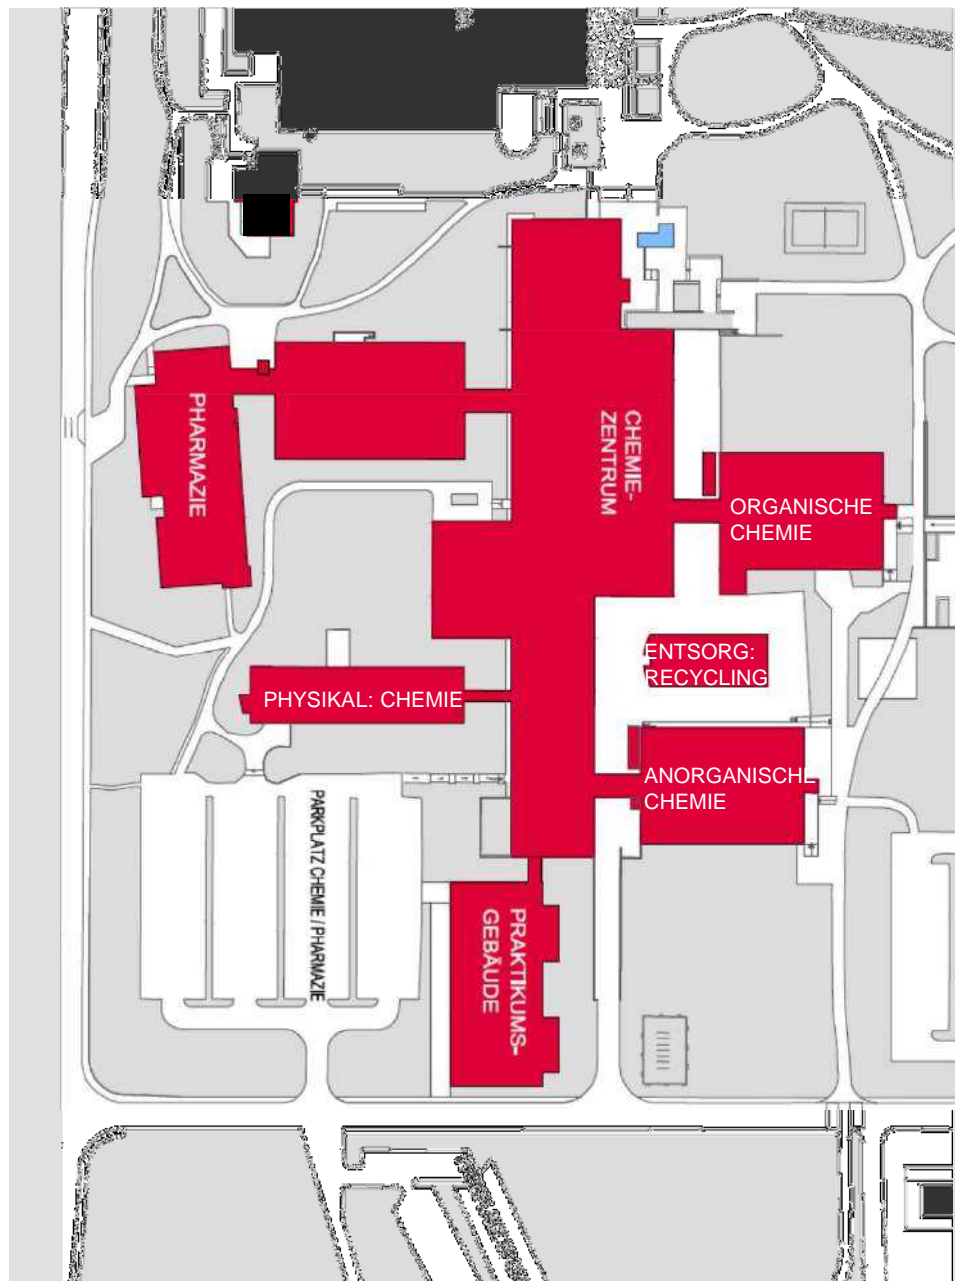 PHARMAZIE
CHEMIE-
ZENTRUM
ORGANISCHE
CHEMIE
ENTSORG:
RECYCLING
PHYSIKAL: CHEMIE
ANORGANISCHE
CHEMIE
PARKPLATZ CHEMIE / PHARMAZIE
PRAKTIKUMS-
GEBÄUDE